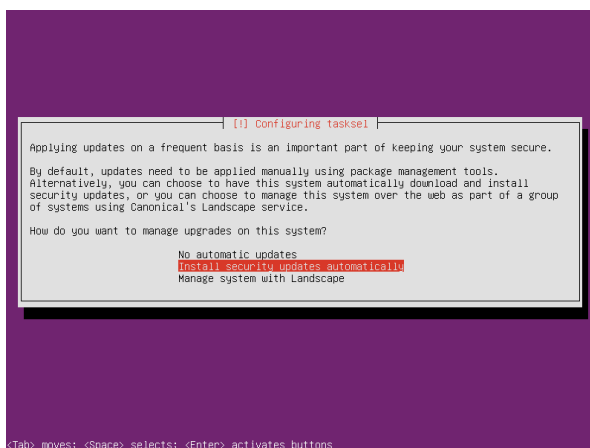 [!] Configuring tasksel
Applying updates on a frequent basis is an important part of keeping your system secure.
By default, updates need to be applied manually using package management tools.
Alternatively, you can choose to have this system automatically download and install
security updates, or you can choose to manage this system over the web as part of a group
of systems using Canonical's Landscape service.
How do you want to manage upgrades on this system?
No automatic updates
Install security updates automatically
Manage system with Landscape
<Tab> moves; <Space> selects; <Enter> activates buttons